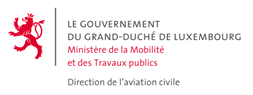 LE GOUVERNEMENT
DU GRAND-DUCHÉ DE LUXEMBOURG
Ministère de la Mobilité
et des Travaux publics
Direction de l'aviation civile